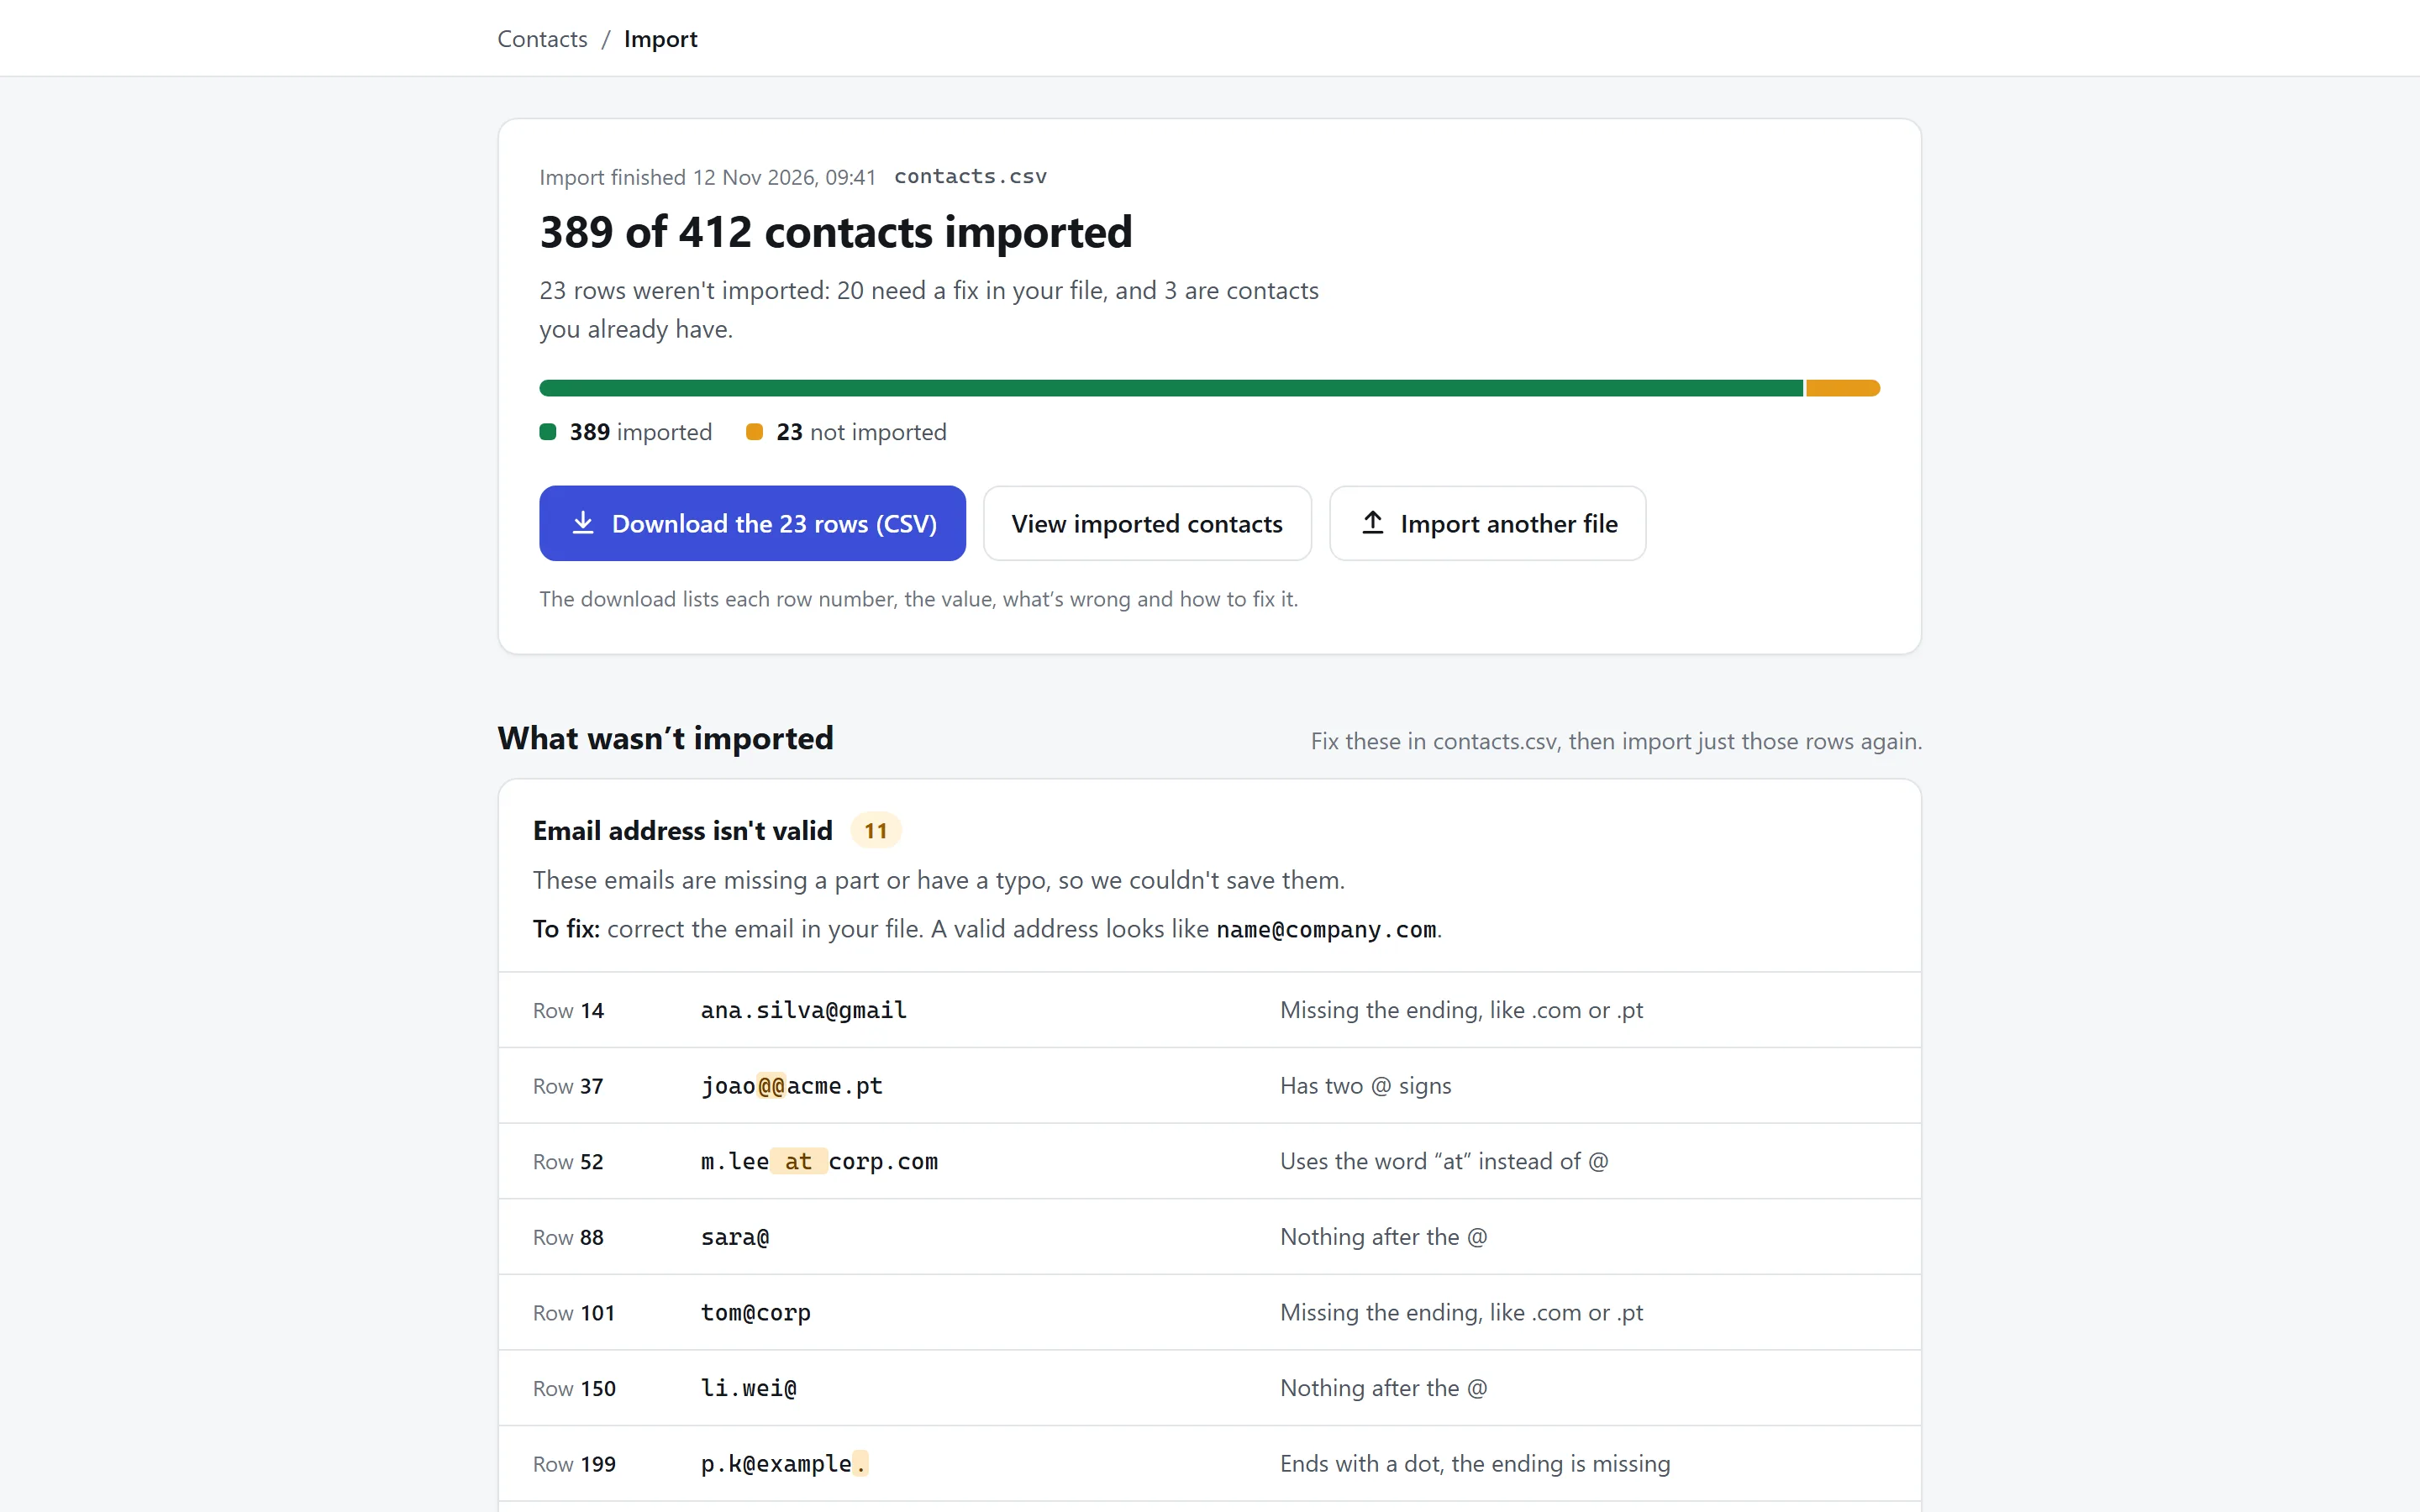 Contacts / Import
Import finished 12 Nov 2026, 09:41 contacts.csv
389 of 412 contacts imported
23 rows weren't imported: 20 need a fix in your file, and 3 are contacts
you already have.
389 imported 23 not imported
Download the 23 rows (CSV) View imported contacts Import another file
The download lists each row number, the value, what’s wrong and how to fix it.
What wasn’t imported Fix these in contacts.csv, then import just those rows again.
Email address isn't valid 11
These emails are missing a part or have a typo, so we couldn't save them.
To fix: correct the email in your file. A valid address looks like name@company.com.
Row 14 ana.silva@gmail Missing the ending, like .com or .pt
Row 37 joao@@acme.pt Has two @ signs
Row 52 m.lee at corp.com Uses the word “at” instead of @
Row 88 sara@ Nothing after the @
Row 101 tom@corp Missing the ending, like .com or .pt
Row 150 li.wei@ Nothing after the @
Row 199 p.k@example. Ends with a dot, the ending is missing